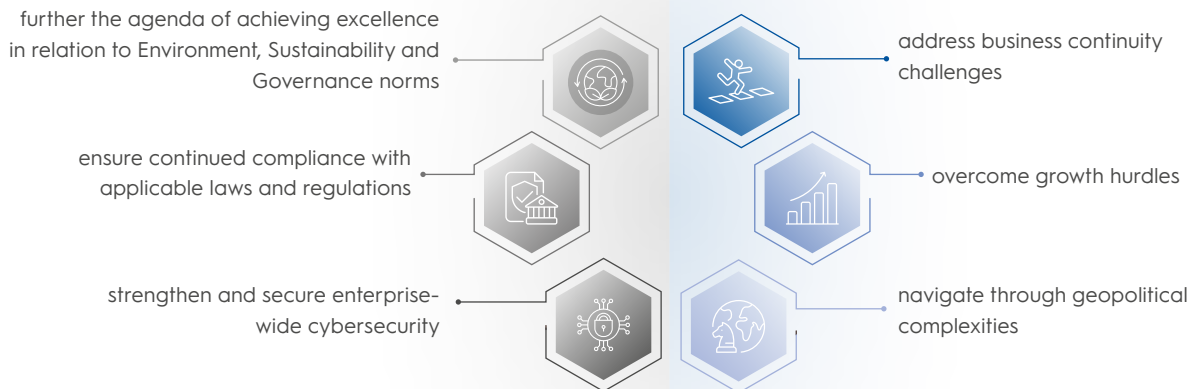 further the agenda of achieving excellence
in relation to Environment, Sustainability and
Governance norms
ensure continued compliance with
applicable laws and regulations
strengthen and secure enterprise-
wide cybersecurity
address business continuity
challenges
overcome growth hurdles
navigate through geopolitical
complexities